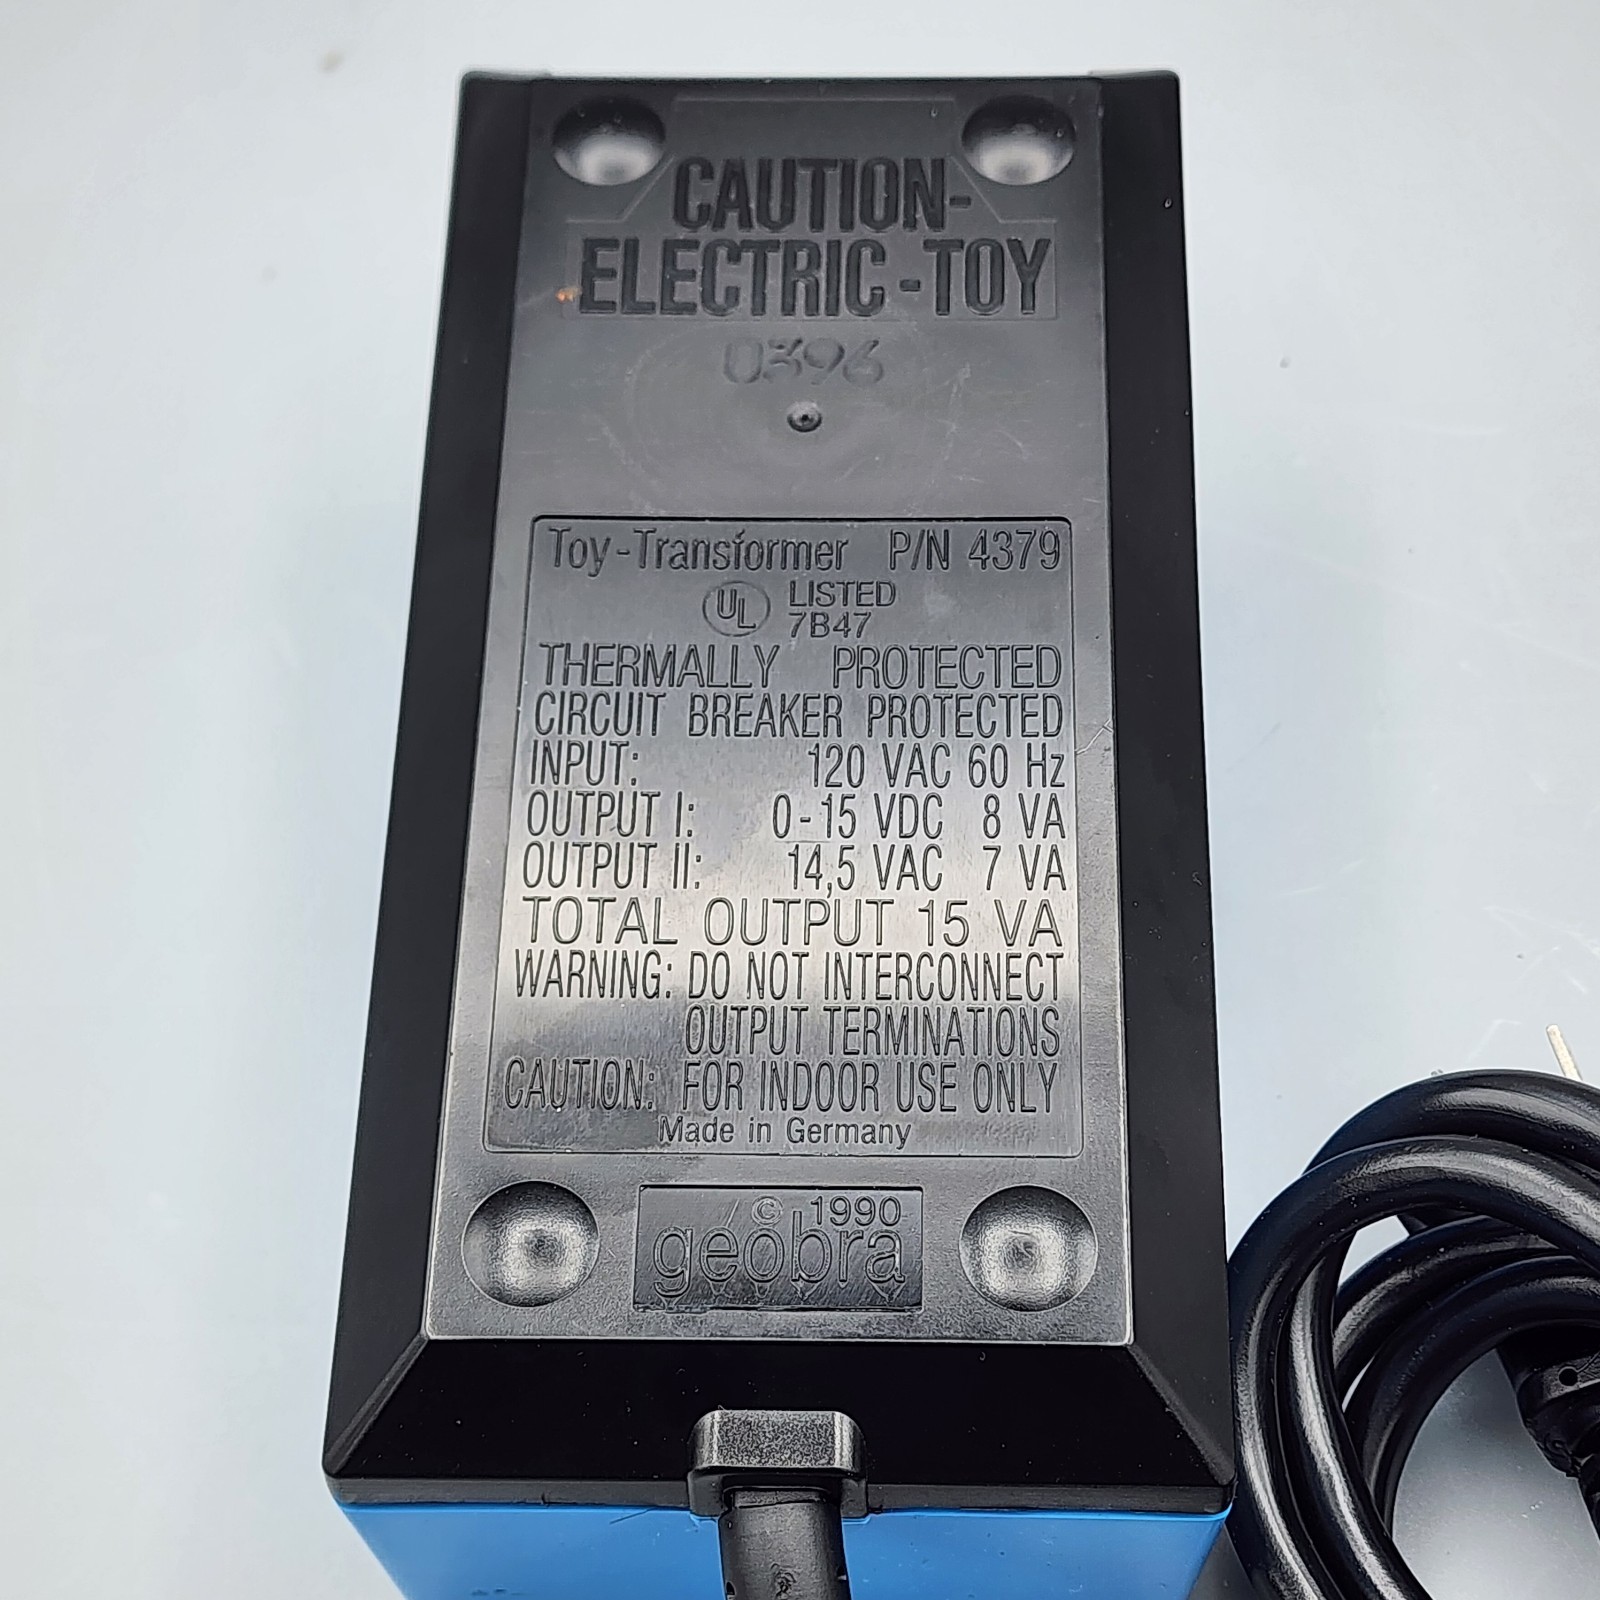 CAUTION-
ELECTRIC-TOY
0396
Toy-Transformer P/N 4379
UL LISTED
7B47
THERMALLY PROTECTED
CIRCUIT BREAKER PROTECTED
INPUT: 120 VAC 60 Hz
OUTPUT I: 0-15 VDC 8 VA
OUTPUT II: 14,5 VAC 7 VA
TOTAL OUTPUT 15 VA
WARNING: DO NOT INTERCONNECT
OUTPUT TERMINATIONS
CAUTION: FOR INDOOR USE ONLY
Made in Germany
© 1990
geobra